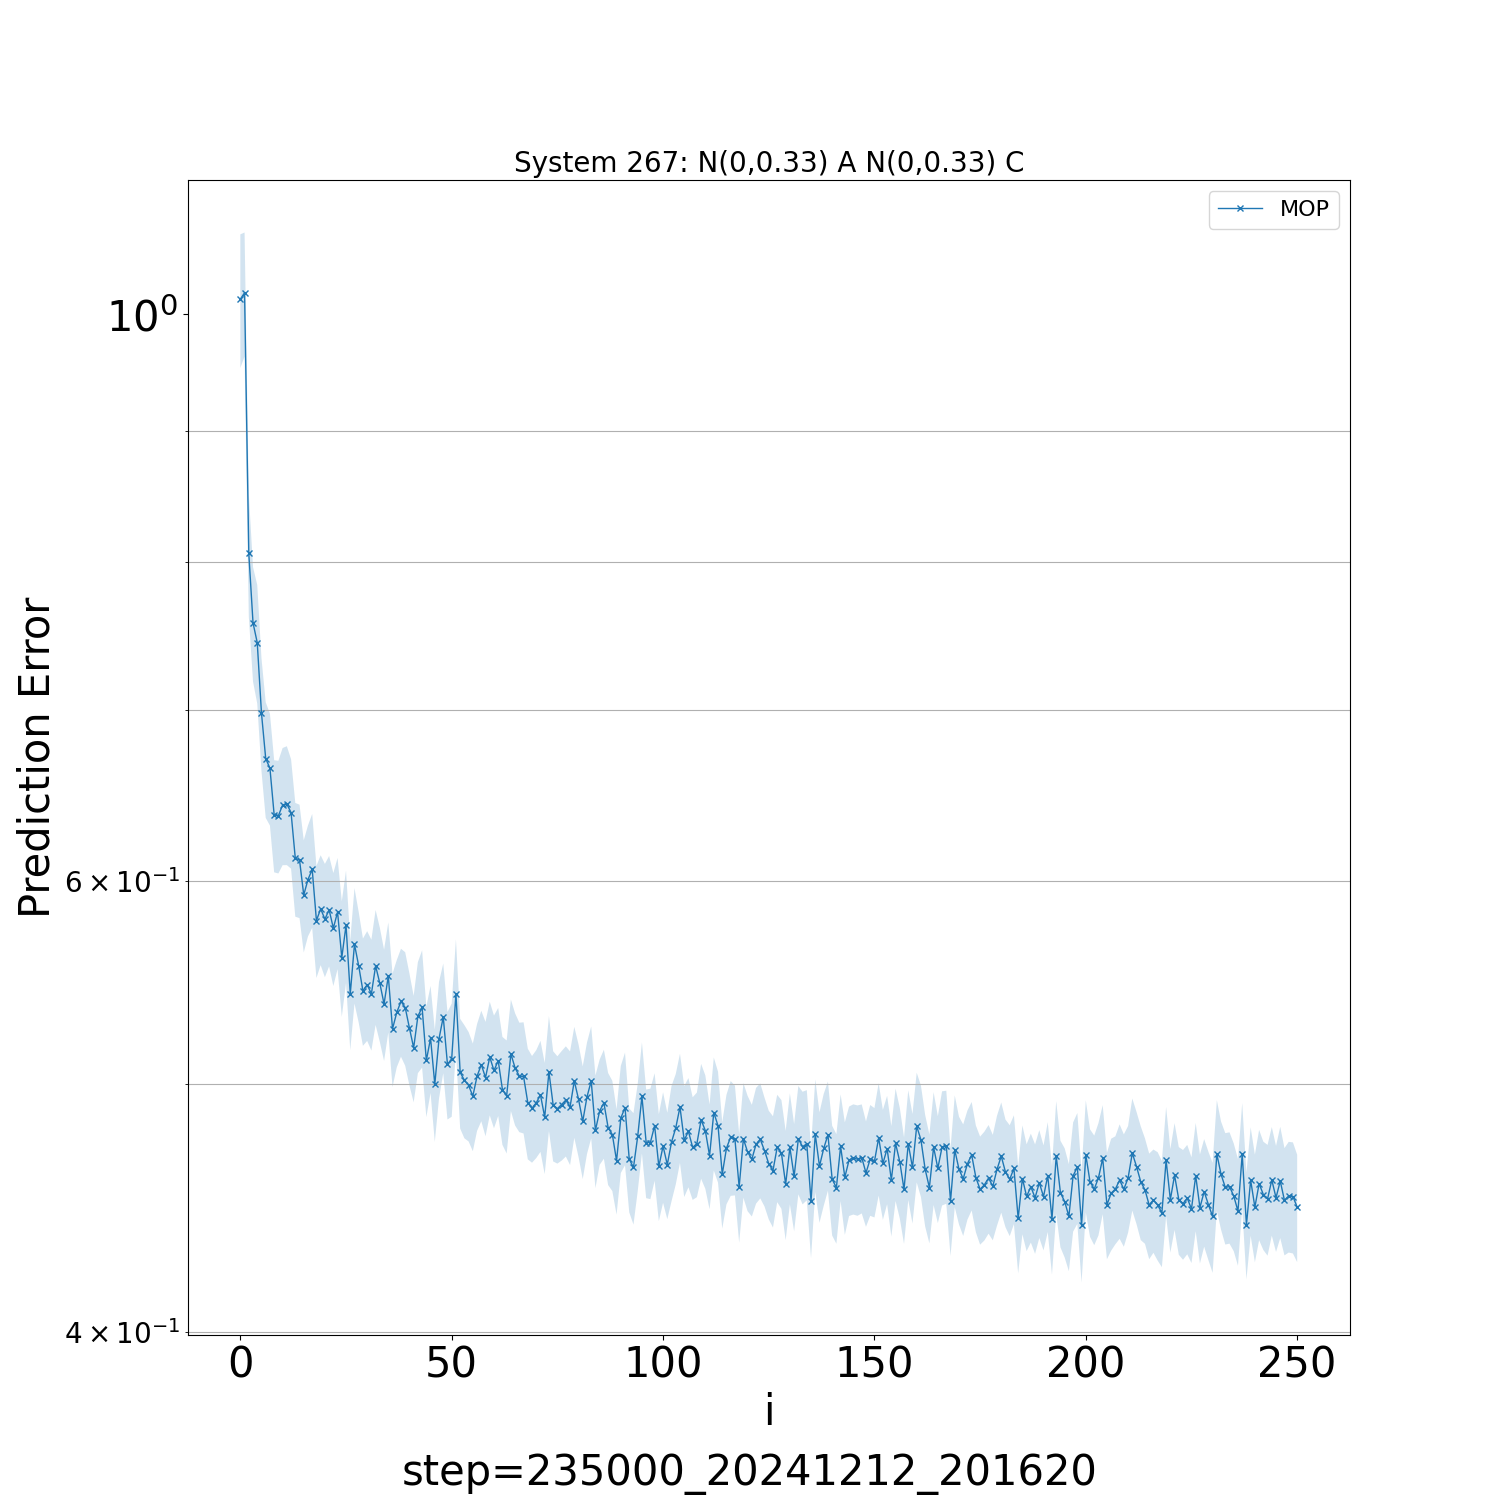 System 267: N(0,0.33) A N(0,0.33) C
MOP
10⁰
6 × 10⁻¹
4 × 10⁻¹
Prediction Error
0 50 100 150 200 250
i
step=235000_20241212_201620